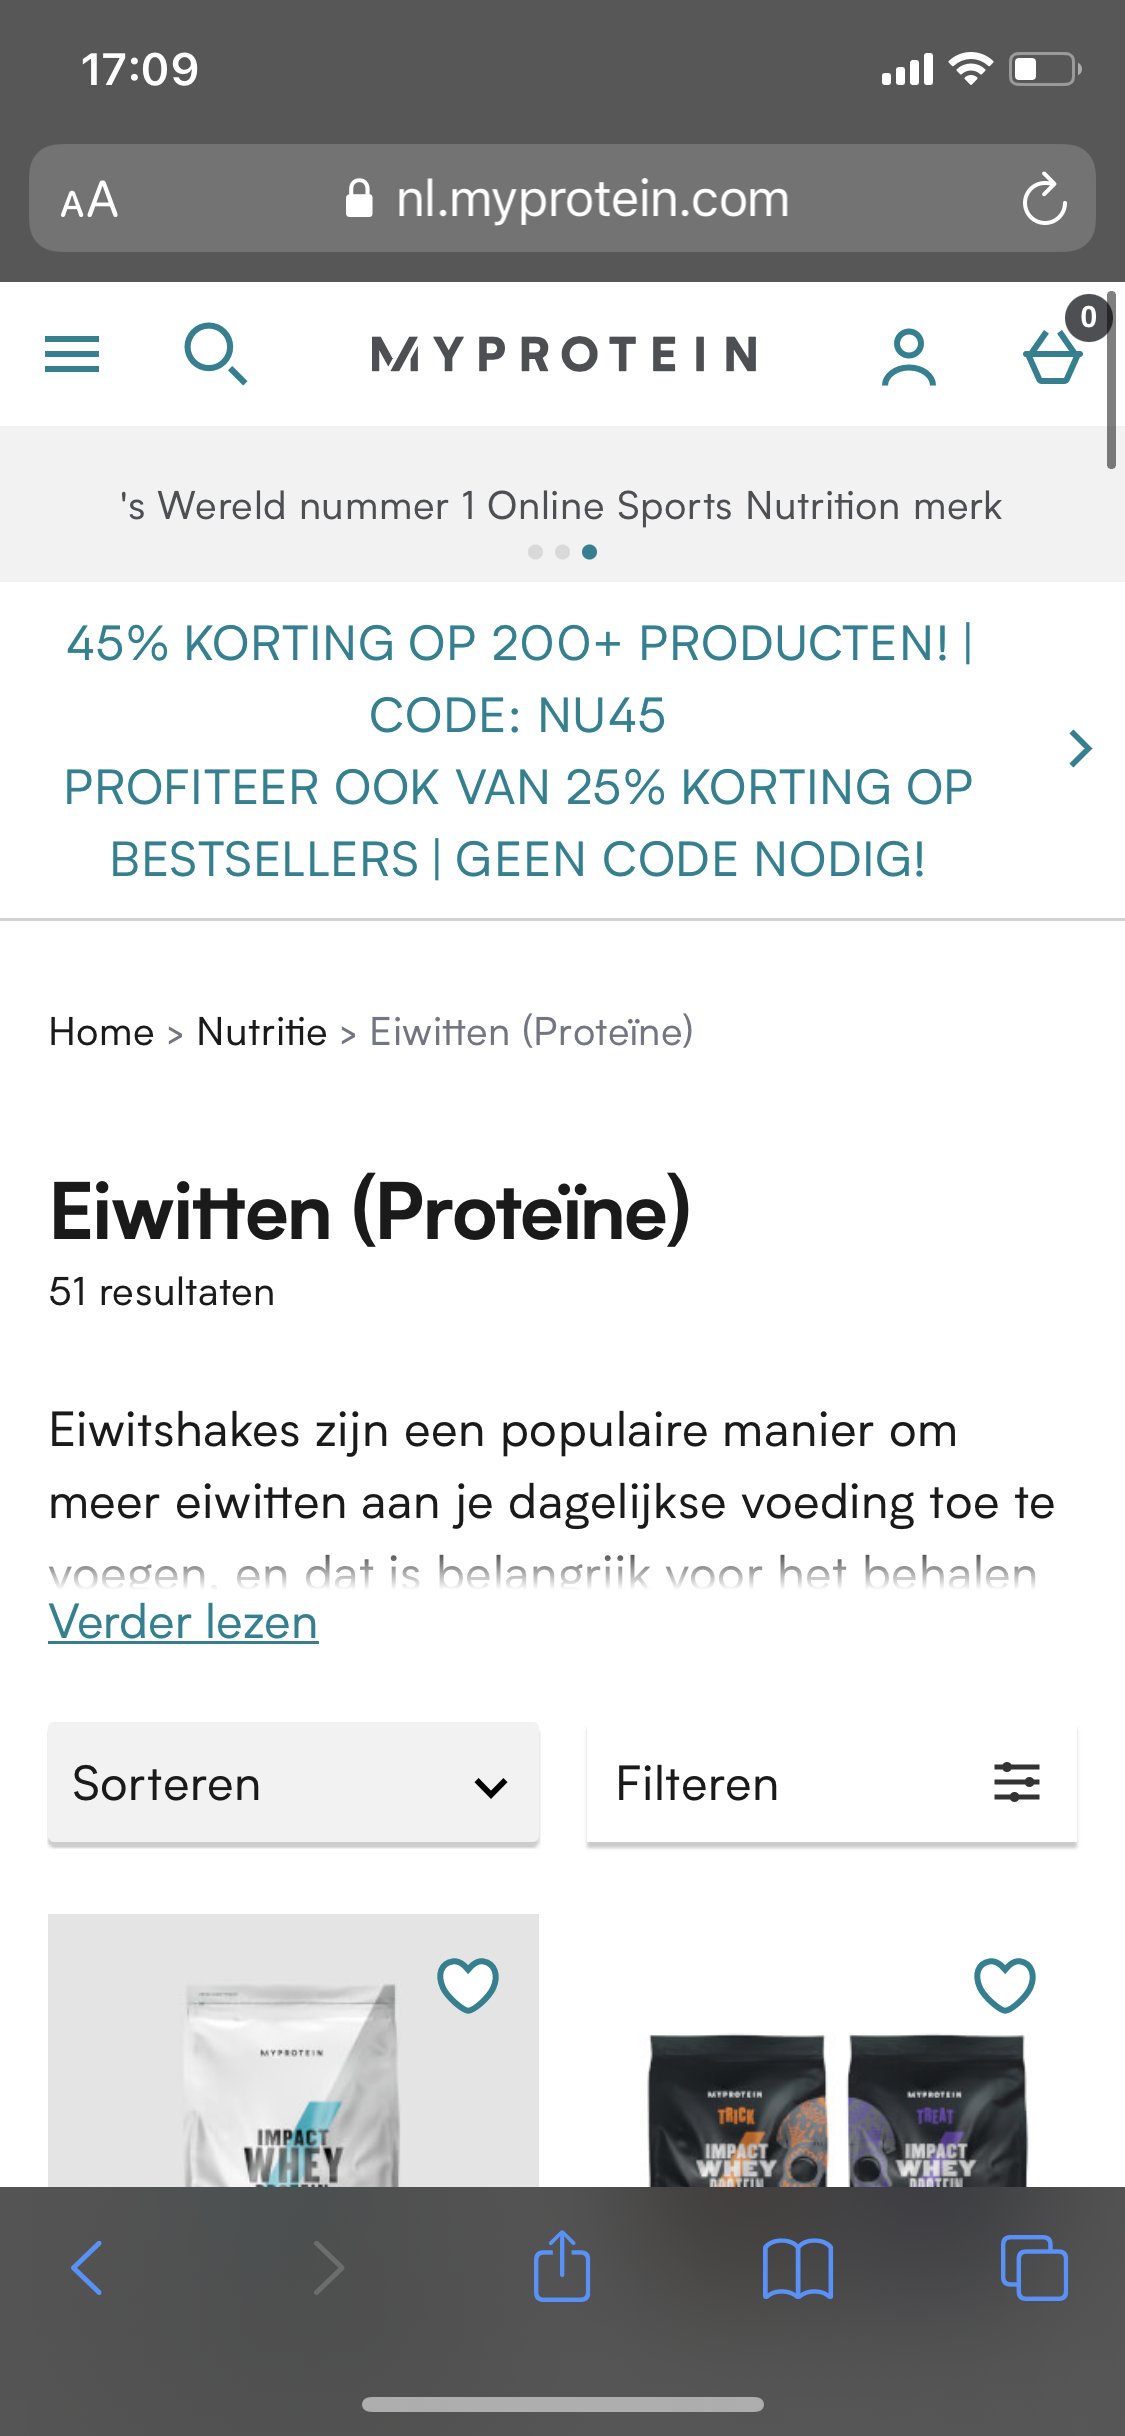 17:09
AA nl.myprotein.com
MYPROTEIN 0
's Wereld nummer 1 Online Sports Nutrition merk
45% KORTING OP 200+ PRODUCTEN! |
CODE: NU45
PROFITEER OOK VAN 25% KORTING OP
BESTSELLERS | GEEN CODE NODIG!
Home > Nutritie > Eiwitten (Proteïne)
Eiwitten (Proteïne)
51 resultaten
Eiwitshakes zijn een populaire manier om
meer eiwitten aan je dagelijkse voeding toe te
voegen, en dat is belangrijk voor het behalen
Verder lezen
Sorteren
Filteren
MYPROTEIN
IMPACT
WHEY
PROTEIN
MYPROTEIN
TRICK
IMPACT
WHEY
PROTEIN
MYPROTEIN
TREAT
IMPACT
WHEY
PROTEIN